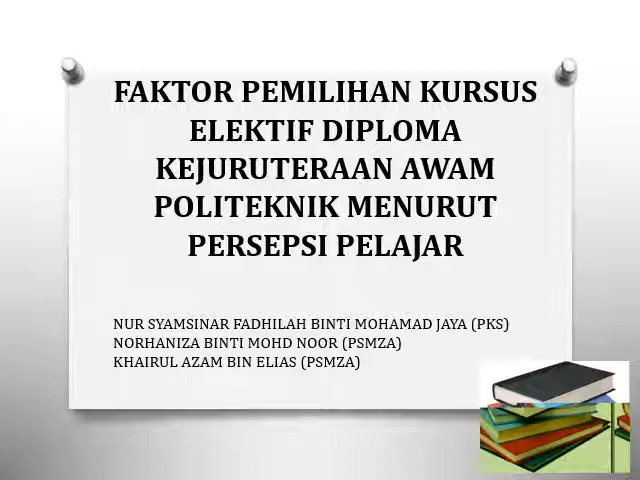 FAKTOR PEMILIHAN KURSUS
ELEKTIF DIPLOMA
KEJURUTERAAN AWAM
POLITEKNIK MENURUT
PERSEPSI PELAJAR
NUR SYAMSINAR FADHILAH BINTI MOHAMAD JAYA (PKS)
NORHANIZA BINTI MOHD NOOR (PSMZA)
KHAIRUL AZAM BIN ELIAS (PSMZA)